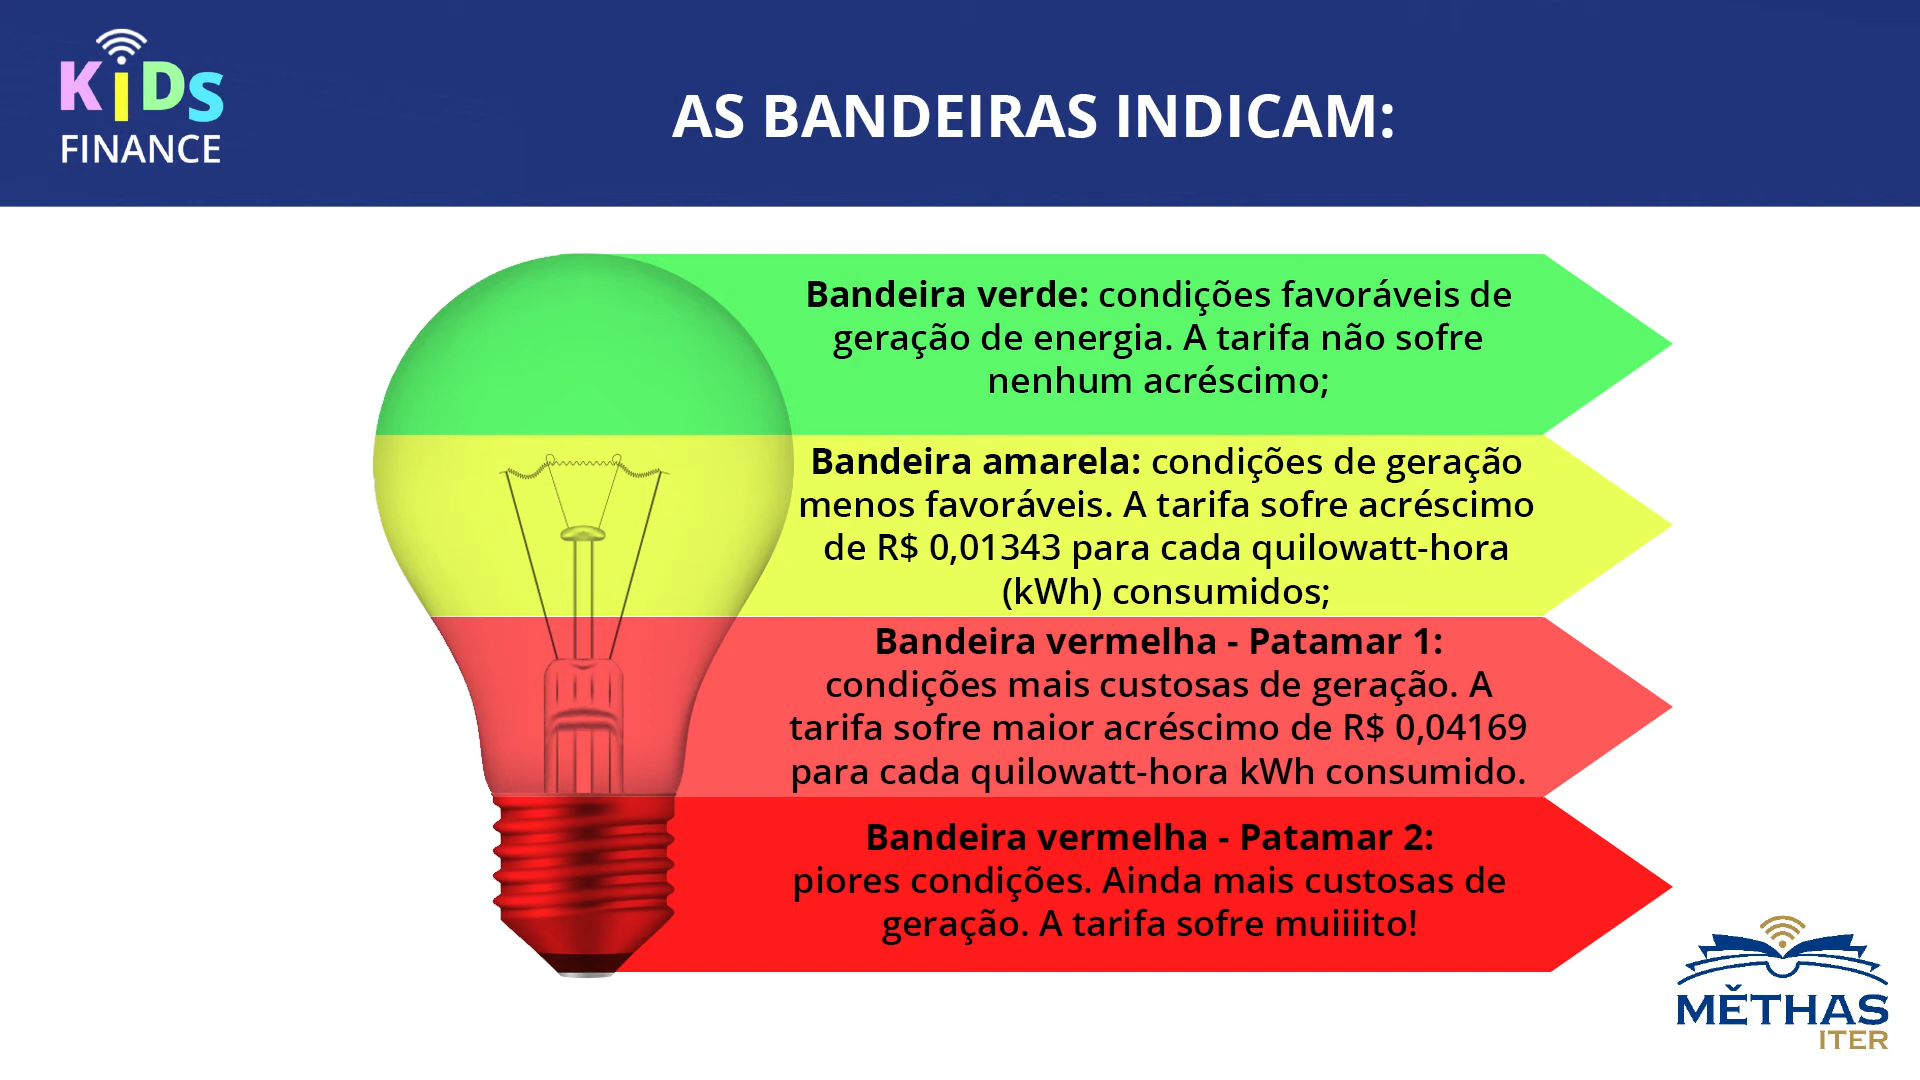 KiDs
FINANCE
AS BANDEIRAS INDICAM:
Bandeira verde: condições favoráveis de
geração de energia. A tarifa não sofre
nenhum acréscimo;
Bandeira amarela: condições de geração
menos favoráveis. A tarifa sofre acréscimo
de R$ 0,01343 para cada quilowatt-hora
(kWh) consumidos;
Bandeira vermelha - Patamar 1:
condições mais custosas de geração. A
tarifa sofre maior acréscimo de R$ 0,04169
para cada quilowatt-hora kWh consumido.
Bandeira vermelha - Patamar 2:
piores condições. Ainda mais custosas de
geração. A tarifa sofre muiiiito!
MĚTHAS
ITER